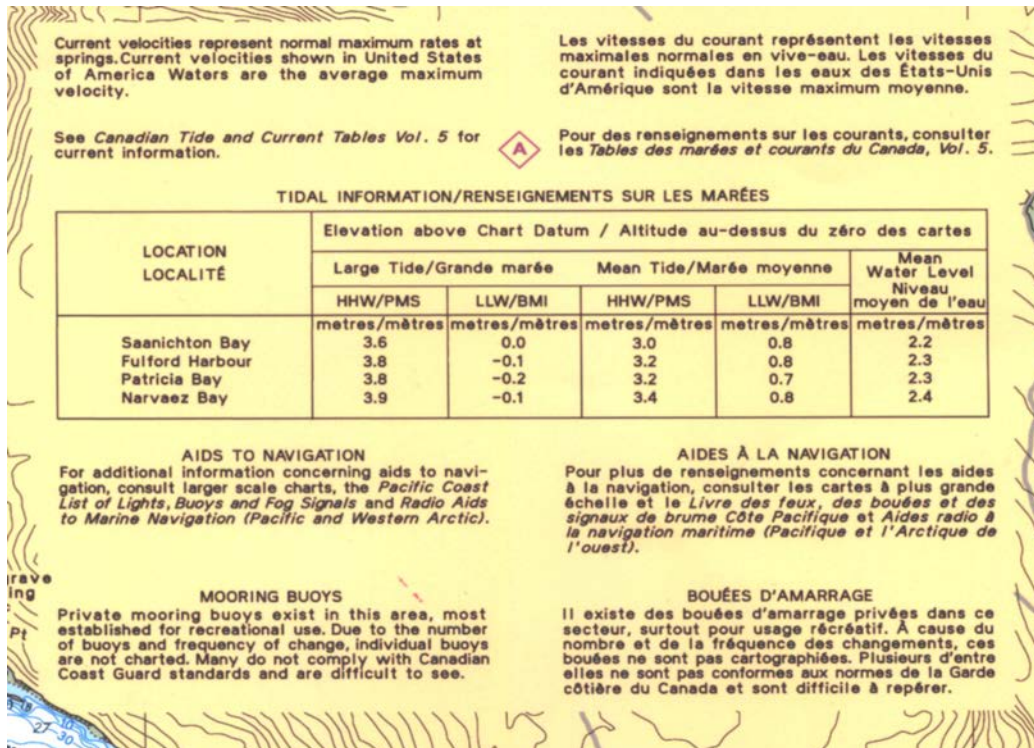 Current velocities represent normal maximum rates at
springs.Current velocities shown in United States
of America Waters are the average maximum
velocity.
Les vitesses du courant représentent les vitesses
maximales normales en vive-eau. Les vitesses du
courant indiquées dans les eaux des États-Unis
d'Amérique sont la vitesse maximum moyenne.
See Canadian Tide and Current Tables Vol. 5 for
current information.
A
Pour des renseignements sur les courants, consulter
les Tables des marées et courants du Canada, Vol. 5.
TIDAL INFORMATION/RENSEIGNEMENTS SUR LES MARÉES
LOCATION
LOCALITÉ
Elevation above Chart Datum / Altitude au-dessus du zéro des cartes
Large Tide/Grande marée Mean Tide/Marée moyenne
Mean
Water Level
Niveau
moyen de l'eau
HHW/PMS LLW/BMI HHW/PMS LLW/BMI
metres/mètres metres/mètres metres/mètres metres/mètres metres/mètres
Saanichton Bay 3.6 0.0 3.0 0.8 2.2
Fulford Harbour 3.8 -0.1 3.2 0.8 2.3
Patricia Bay 3.8 -0.2 3.2 0.7 2.3
Narvaez Bay 3.9 -0.1 3.4 0.8 2.4
AIDS TO NAVIGATION
For additional information concerning aids to navi-
gation, consult larger scale charts, the Pacific Coast
List of Lights, Buoys and Fog Signals and Radio Aids
to Marine Navigation (Pacific and Western Arctic).
AIDES À LA NAVIGATION
Pour plus de renseignements concernant les aides
à la navigation, consulter les cartes à plus grande
échelle et le Livre des feux, des bouées et des
signaux de brume Côte Pacifique et Aides radio à
la navigation maritime (Pacifique et l'Arctique de
l'ouest).
MOORING BUOYS
Private mooring buoys exist in this area, most
established for recreational use. Due to the number
of buoys and frequency of change, individual buoys
are not charted. Many do not comply with Canadian
Coast Guard standards and are difficult to see.
BOUÉES D'AMARRAGE
Il existe des bouées d'amarrage privées dans ce
secteur, surtout pour usage récréatif. À cause du
nombre et de la fréquence des changements, ces
bouées ne sont pas cartographiées. Plusieurs d'entre
elles ne sont pas conformes aux normes de la Garde
côtière du Canada et sont difficile à repérer.
rave
ing
Pt
27
10
30